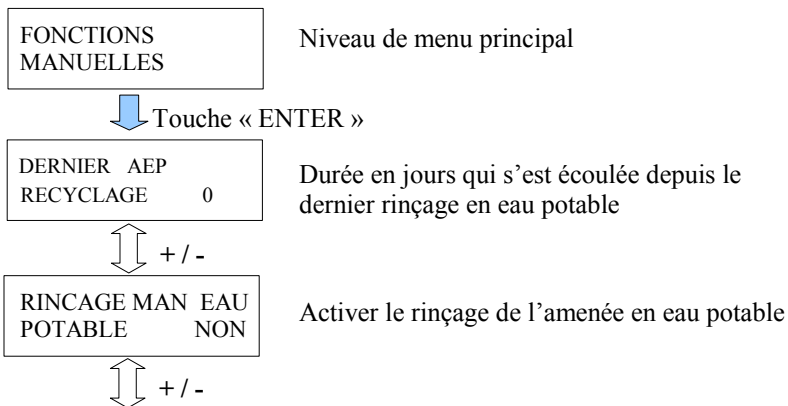 FONCTIONS
MANUELLES
Niveau de menu principal
Touche « ENTER »
DERNIER AEP
RECYCLAGE 0
Durée en jours qui s’est écoulée depuis le
dernier rinçage en eau potable
+ / -
RINCAGE MAN EAU
POTABLE NON
Activer le rinçage de l’amenée en eau potable
+ / -